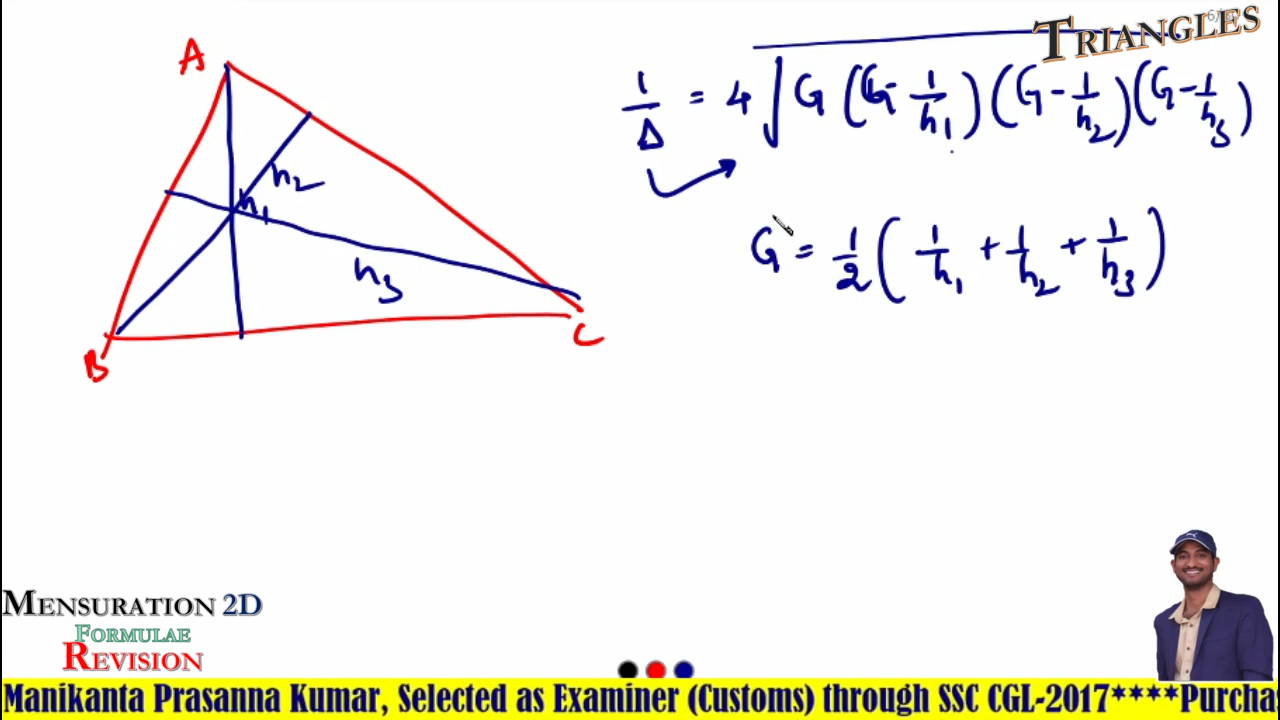 TRIANGLES
A
1/Δ = 4 √ G (G - 1/h₁) (G - 1/h₂) (G - 1/h₃)
h₂
h₁
G = 1/2 ( 1/h₁ + 1/h₂ + 1/h₃ )
h₃
C
B
MENSURATION 2D
FORMULAE
REVISION
Manikanta Prasanna Kumar, Selected as Examiner (Customs) through SSC CGL-2017****Purcha